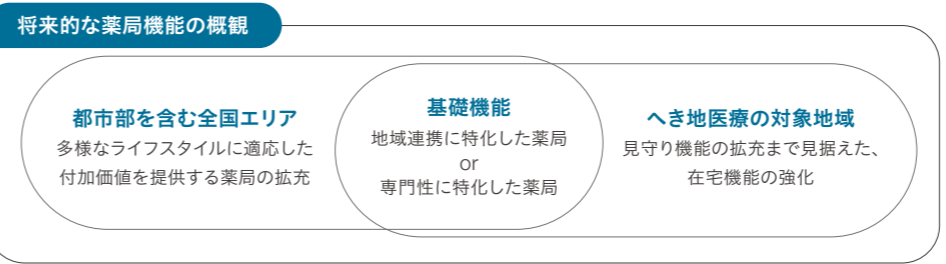 将来的な薬局機能の概観
都市部を含む全国エリア
多様なライフスタイルに適応した
付加価値を提供する薬局の拡充
基礎機能
地域連携に特化した薬局
or
専門性に特化した薬局
へき地医療の対象地域
見守り機能の拡充まで見据えた、
在宅機能の強化